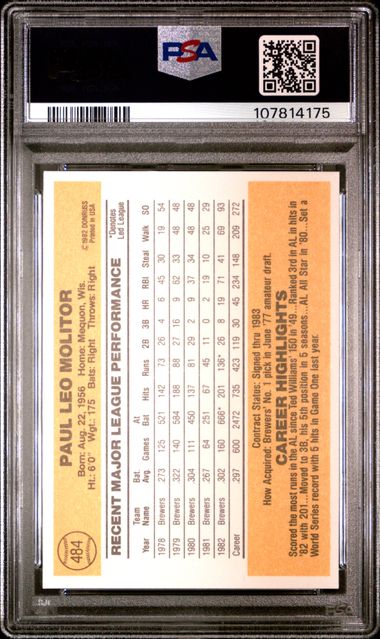 PSA
107814175
484
PAUL LEO MOLITOR
Born: Aug. 22, 1956 Home: Mequon, Wis.
Ht.: 6'0" Wgt.: 175 Bats: Right Throws: Right
© 1982 DONRUSS
Printed in USA
RECENT MAJOR LEAGUE PERFORMANCE
*Denotes
Led League
Team Bat. At
Year Name Avg. Games Bat Hits Runs 2B 3B HR RBI Steal Walk SO
1978 Brewers .273 125 521 142 73 26 4 6 45 30 19 54
1979 Brewers .322 140 584 188 88 27 16 9 62 33 48 48
1980 Brewers .304 111 450 137 81 29 2 9 37 34 48 48
1981 Brewers .267 64 251 67 45 11 0 2 19 10 25 29
1982 Brewers .302 160 666* 201 136* 26 8 19 71 41 69 93
Career .297 600 2472 735 423 119 30 45 234 148 209 272
Contract Status: Signed thru 1983
How Acquired: Brewers' No. 1 pick in June '77 amateur draft.
CAREER HIGHLIGHTS
Scored the most runs in the AL since Ted Williams' 150 in '49...Ranked 3rd in AL in hits in
'82 with 201...Moved to 3B, his 5th position in 5 seasons...AL All Star in '80...Set a
World Series record with 5 hits in Game One last year.